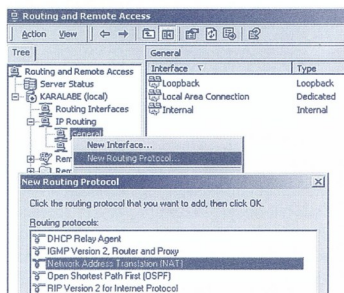 Routing and Remote Access
Action View
Tree
General
Interface Type
Routing and Remote Access
Server Status
KARALABE (local)
Routing Interfaces
IP Routing
General
Rem
Rem
Loopback Loopback
Local Area Connection Dedicated
Internal Internal
New Interface...
New Routing Protocol...
New Routing Protocol
Click the routing protocol that you want to add, then click OK.
Routing protocols:
DHCP Relay Agent
IGMP Version 2, Router and Proxy
Network Address Translation (NAT)
Open Shortest Path First (OSPF)
RIP Version 2 for Internet Protocol